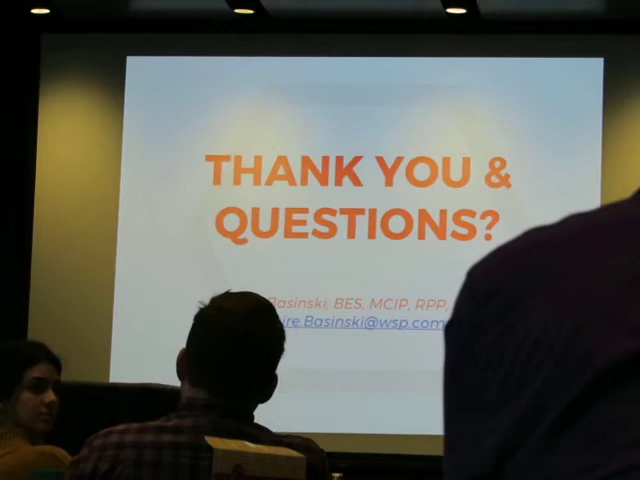 THANK YOU &
QUESTIONS?
Basinski, BES, MCIP, RPP,
ire.Basinski@wsp.com